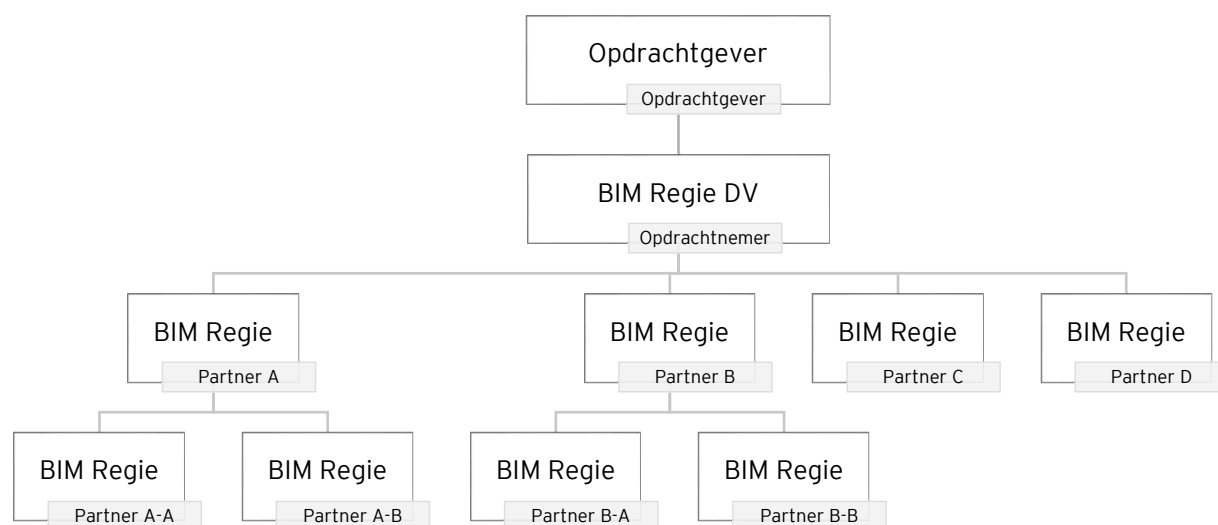 Opdrachtgever
Opdrachtgever
BIM Regie DV
Opdrachtnemer
BIM Regie
Partner A
BIM Regie
Partner B
BIM Regie
Partner C
BIM Regie
Partner D
BIM Regie
Partner A-A
BIM Regie
Partner A-B
BIM Regie
Partner B-A
BIM Regie
Partner B-B